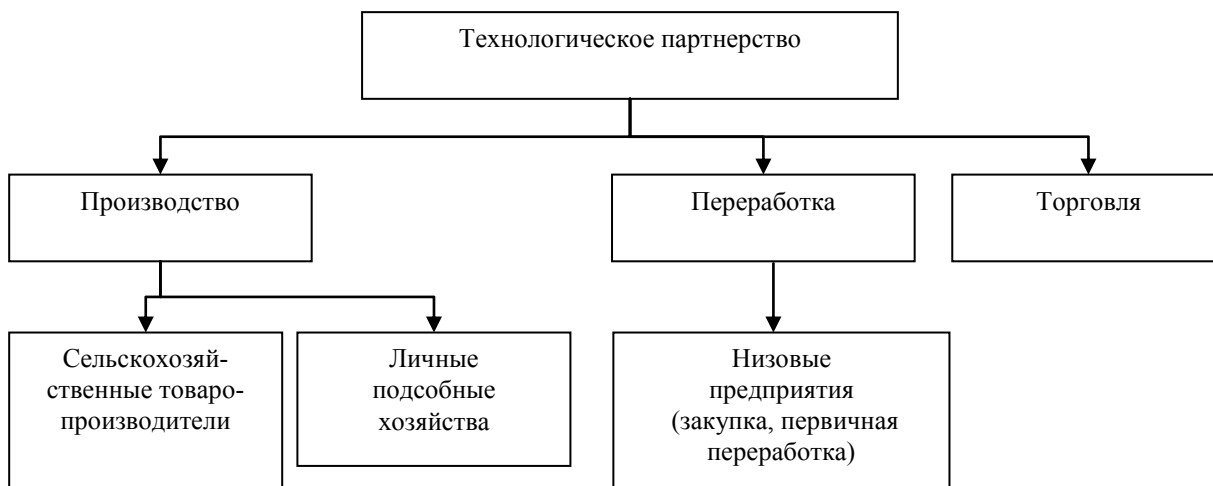 Технологическое партнерство
Производство
Переработка
Торговля
Сельскохозяй-
ственные товаро-
производители
Личные
подсобные
хозяйства
Низовые
предприятия
(закупка, первичная
переработка)